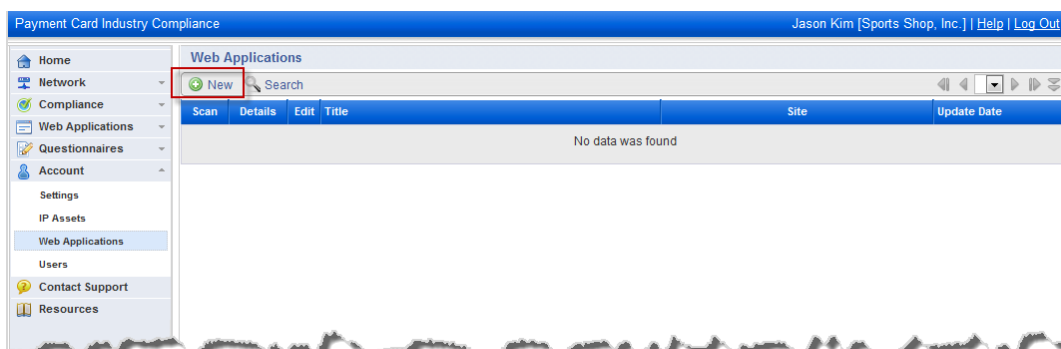 Payment Card Industry Compliance
Jason Kim [Sports Shop, Inc.] | Help | Log Out
Home
Network
Compliance
Web Applications
Questionnaires
Account
Settings
IP Assets
Web Applications
Users
Contact Support
Resources
Web Applications
New Search
Scan Details Edit Title Site Update Date
No data was found